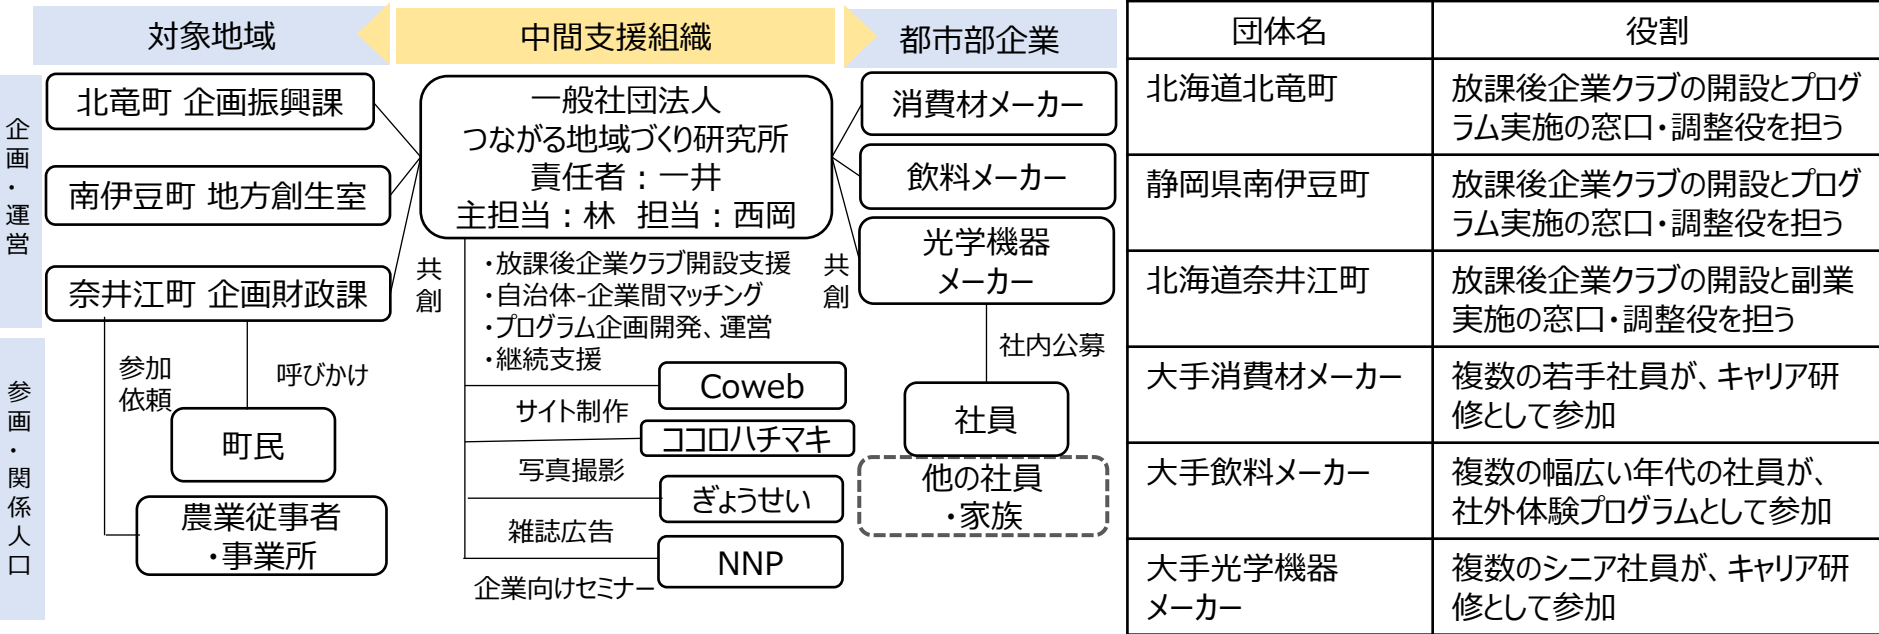 対象地域
中間支援組織
都市部企業
企画・運営
北竜町 企画振興課
南伊豆町 地方創生室
奈井江町 企画財政課
一般社団法人
つながる地域づくり研究所
責任者：一井
主担当：林 担当：西岡
消費材メーカー
飲料メーカー
光学機器
メーカー
共創
・放課後企業クラブ開設支援
・自治体-企業間マッチング
・プログラム企画開発、運営
・継続支援
共創
参画・関係人口
参加
依頼
呼びかけ
町民
農業従事者
・事業所
Coweb
サイト制作
ココロハチマキ
写真撮影
ぎょうせい
雑誌広告
NNP
企業向けセミナー
社内公募
社員
他の社員
・家族
団体名
役割
北海道北竜町
放課後企業クラブの開設とプログ
ラム実施の窓口・調整役を担う
静岡県南伊豆町
放課後企業クラブの開設とプログ
ラム実施の窓口・調整役を担う
北海道奈井江町
放課後企業クラブの開設と副業
実施の窓口・調整役を担う
大手消費材メーカー
複数の若手社員が、キャリア研
修として参加
大手飲料メーカー
複数の幅広い年代の社員が、
社外体験プログラムとして参加
大手光学機器
メーカー
複数のシニア社員が、キャリア研
修として参加